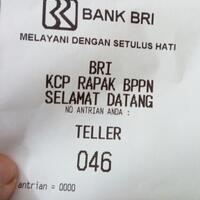 BANK BRI
MELAYANI DENGAN SETULUS HATI
BRI
KCP RAPAK BPPN
SELAMAT DATANG
NO ANTRIAN ANDA :
TELLER
046
antrian = 0000